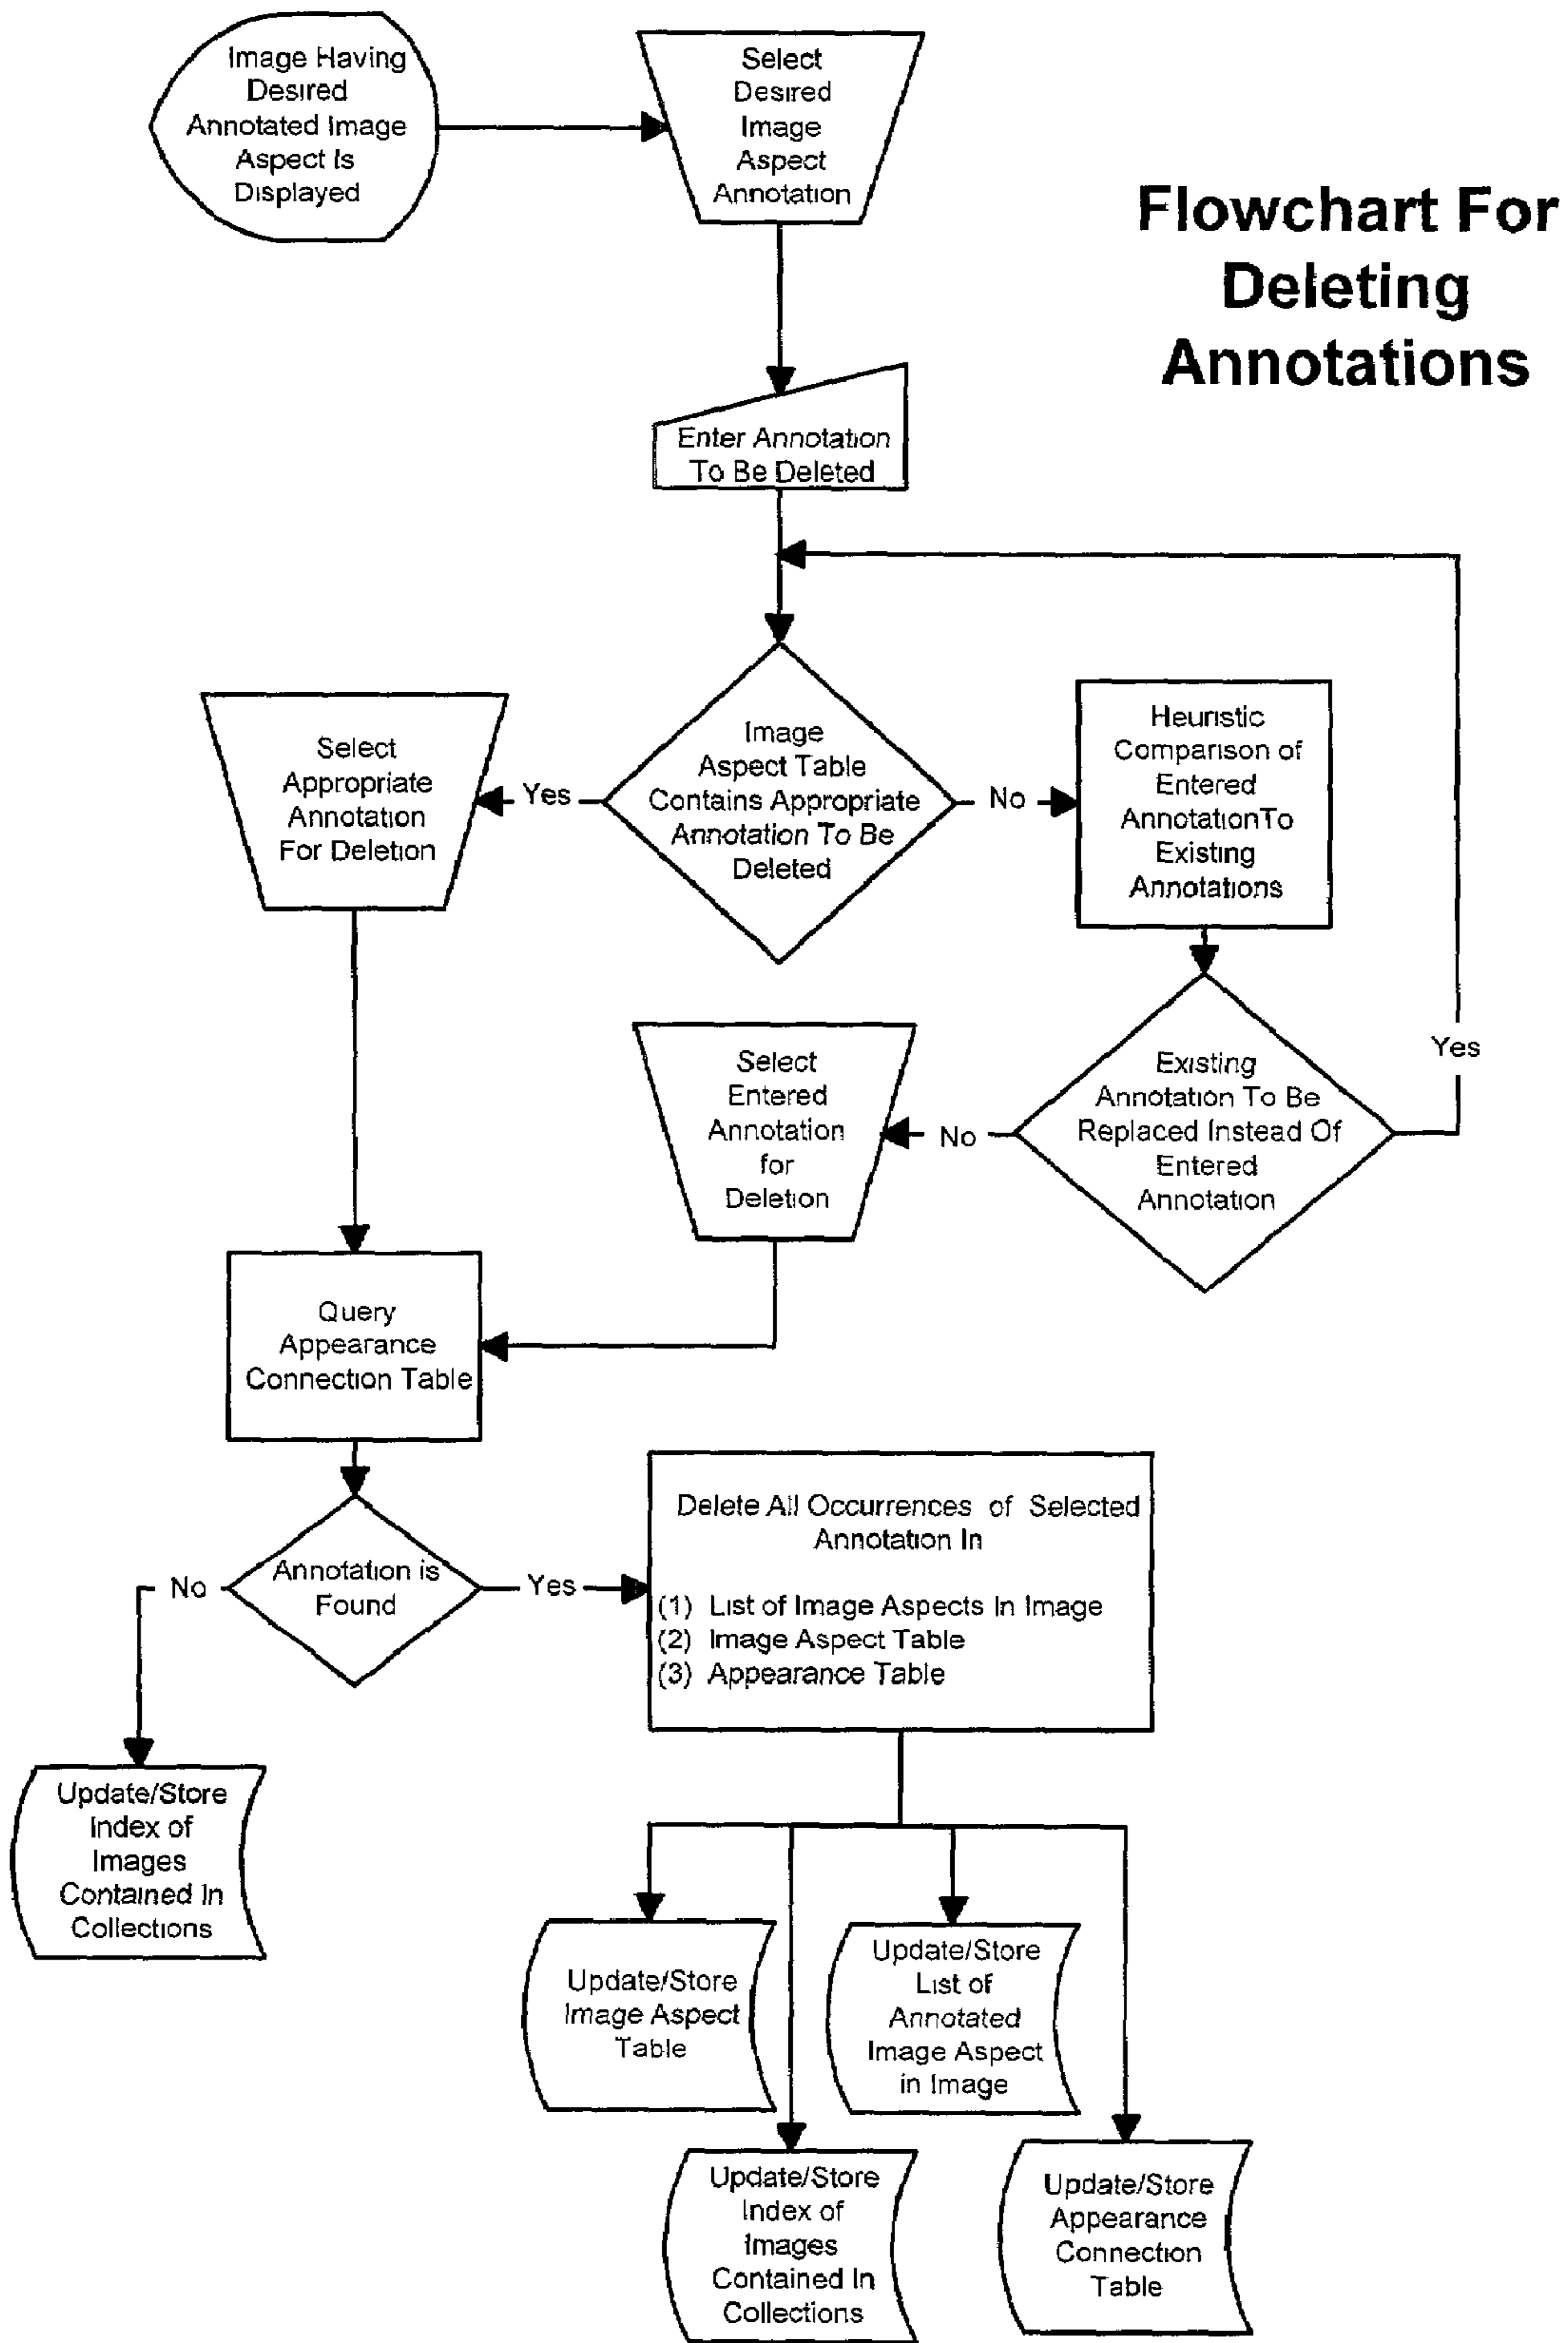 Image Having
Desired
Annotated Image
Aspect Is
Displayed
Select
Desired
Image
Aspect
Annotation
Flowchart For
Deleting
Annotations
Enter Annotation
To Be Deleted
Image
Aspect Table
Contains Appropriate
Annotation To Be
Deleted
Yes
No
Select
Appropriate
Annotation
For Deletion
Heuristic
Comparison of
Entered
AnnotationTo
Existing
Annotations
Existing
Annotation To Be
Replaced Instead Of
Entered
Annotation
Yes
No
Select
Entered
Annotation
for
Deletion
Query
Appearance
Connection Table
Annotation is
Found
No
Yes
Delete All Occurrences of Selected
Annotation In
(1) List of Image Aspects In Image
(2) Image Aspect Table
(3) Appearance Table
Update/Store
Index of
Images
Contained In
Collections
Update/Store
Image Aspect
Table
Update/Store
List of
Annotated
Image Aspect
in Image
Update/Store
Index of
Images
Contained In
Collections
Update/Store
Appearance
Connection
Table